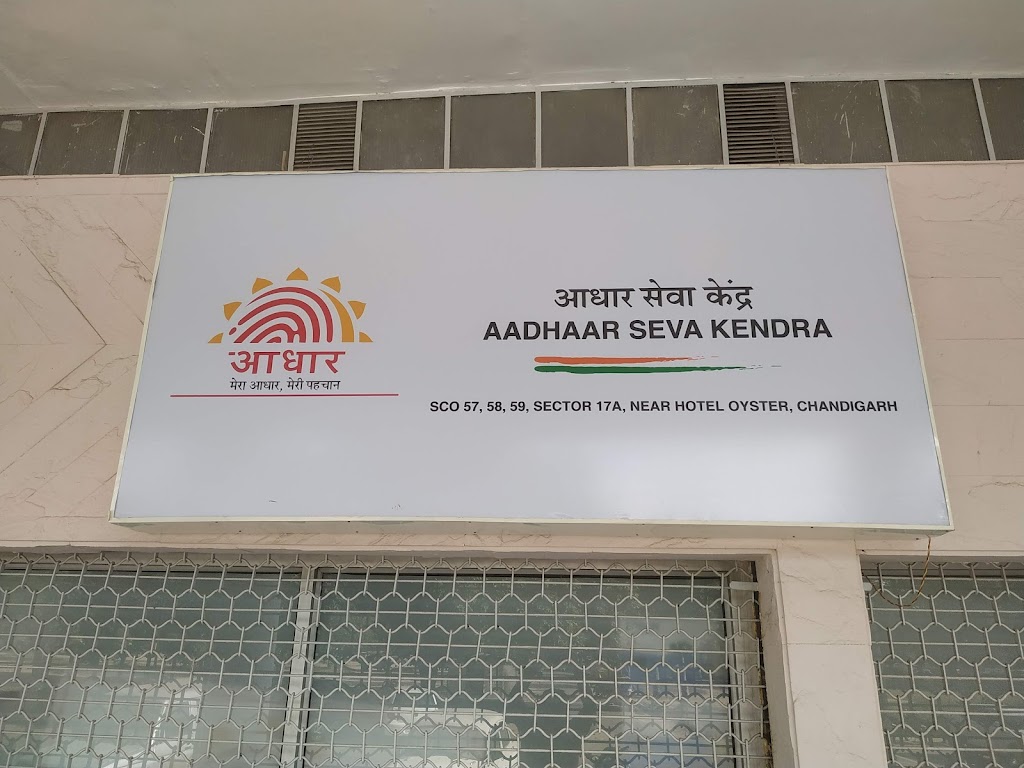 आधार
मेरा आधार, मेरी पहचान
आधार सेवा केंद्र
AADHAAR SEVA KENDRA
SCO 57, 58, 59, SECTOR 17A, NEAR HOTEL OYSTER, CHANDIGARH